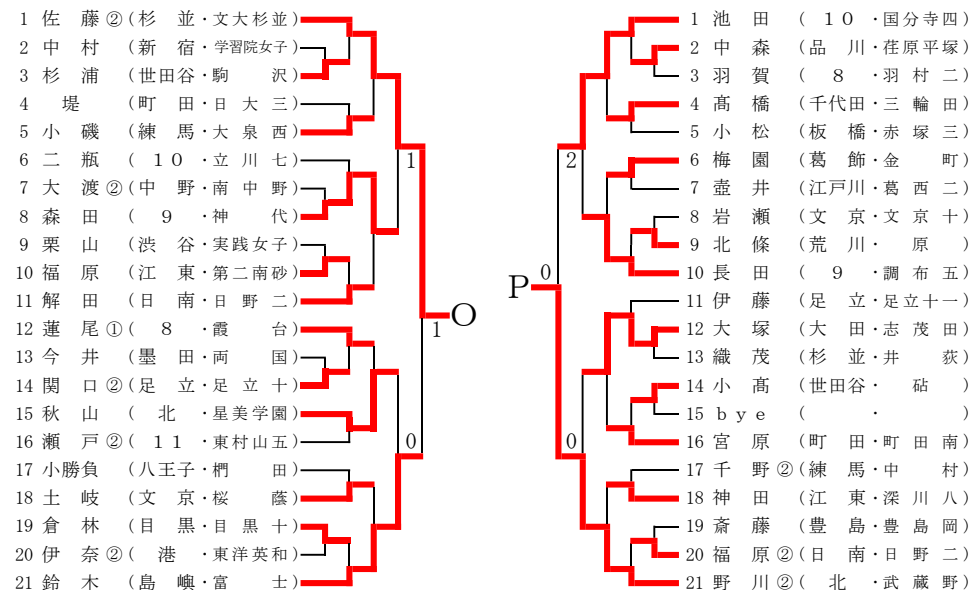 1 佐 藤② (杉 並・文大杉並)
2 中 村 (新 宿・学習院女子)
3 杉 浦 (世田谷・駒 沢)
4 堤 (町 田・日 大 三)
5 小 磯 (練 馬・大 泉 西)
6 二 瓶 ( 10 ・立 川 七)
7 大 渡② (中 野・南 中 野)
8 森 田 ( 9 ・神 代)
9 栗 山 (渋 谷・実践女子)
10 福 原 (江 東・第二南砂)
11 解 田 (日 南・日 野 二)
12 蓮 尾① ( 8 ・霞 台)
13 今 井 (墨 田・両 国)
14 関 口② (足 立・足 立 十)
15 秋 山 ( 北 ・星美学園)
16 瀬 戸② ( 11 ・東村山五)
17 小勝負 (八王子・椚 田)
18 土 岐 (文 京・桜 蔭)
19 倉 林 (目 黒・目 黒 十)
20 伊 奈② ( 港 ・東洋英和)
21 鈴 木 (島 嶼・富 士)
1
1
0
O
P
0
2
0
1 池 田 ( 10 ・国分寺四)
2 中 森 (品 川・荏原平塚)
3 羽 賀 ( 8 ・羽 村 二)
4 髙 橋 (千代田・三 輪 田)
5 小 松 (板 橋・赤 塚 三)
6 梅 園 (葛 飾・金 町)
7 壺 井 (江戸川・葛 西 二)
8 岩 瀬 (文 京・文 京 十)
9 北 條 (荒 川・ 原 )
10 長 田 ( 9 ・調 布 五)
11 伊 藤 (足 立・足立十一)
12 大 塚 (大 田・志 茂 田)
13 織 茂 (杉 並・井 荻)
14 小 髙 (世田谷・ 砧 )
15 b y e ( ・ )
16 宮 原 (町 田・町 田 南)
17 千 野② (練 馬・中 村)
18 神 田 (江 東・深 川 八)
19 斎 藤 (豊 島・豊 島 岡)
20 福 原② (日 南・日 野 二)
21 野 川② ( 北 ・武 蔵 野)